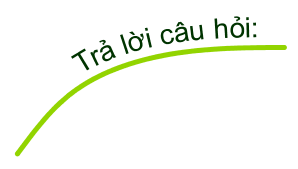 Trả lời câu hỏi: